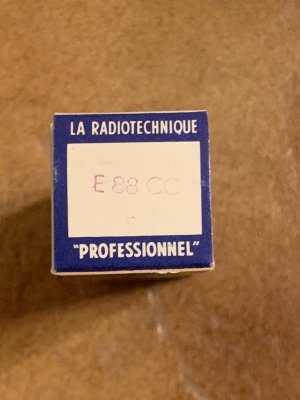 LA RADIOTECHNIQUE
E 88 CC
"PROFESSIONNEL"